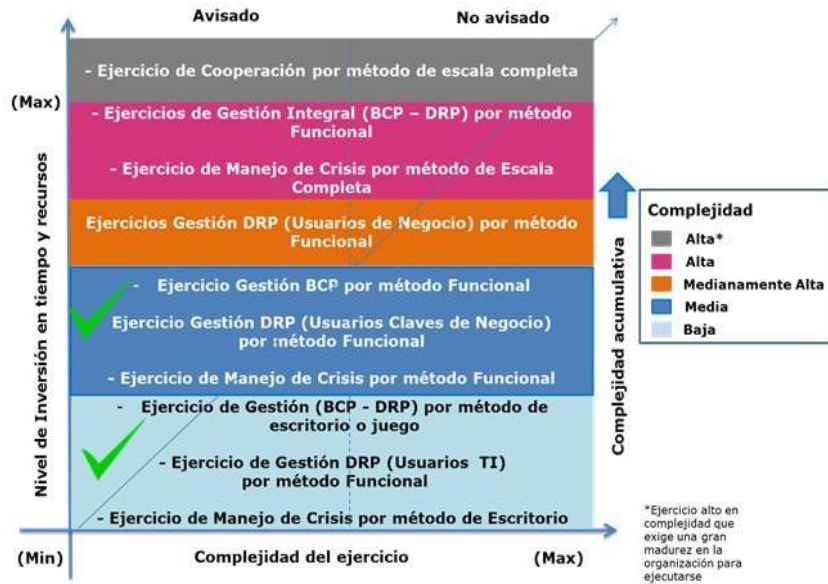 Avisado
No avisado
(Max)
Nivel de Inversión en tiempo y recursos
(Min)
- Ejercicio de Cooperación por método de escala completa
- Ejercicios de Gestión Integral (BCP – DRP) por método
Funcional
- Ejercicio de Manejo de Crisis por método de Escala
Completa
Ejercicios Gestión DRP (Usuarios de Negocio) por método
Funcional
- Ejercicio Gestión BCP por método Funcional
Ejercicio Gestión DRP (Usuarios Claves de Negocio)
por método Funcional
- Ejercicio de Manejo de Crisis por método Funcional
- Ejercicio de Gestión (BCP - DRP) por método de
escritorio o juego
- Ejercicio de Gestión DRP (Usuarios TI)
por método Funcional
- Ejercicio de Manejo de Crisis por método de Escritorio
Complejidad del ejercicio
(Max)
Complejidad acumulativa
Complejidad
Alta*
Alta
Medianamente Alta
Media
Baja
*Ejercicio alto en
complejidad que
exige una gran
madurez en la
organización para
ejecutarse